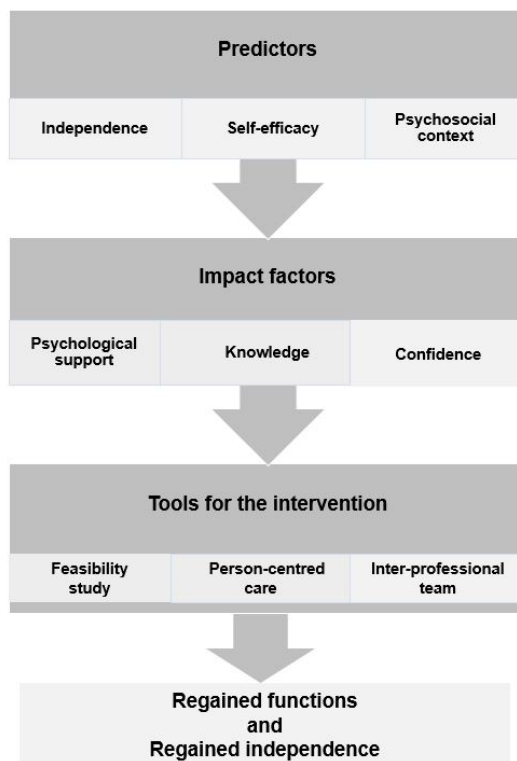 Predictors
Independence
Self-efficacy
Psychosocial
context
Impact factors
Psychological
support
Knowledge
Confidence
Tools for the intervention
Feasibility
study
Person-centred
care
Inter-professional
team
Regained functions
and
Regained independence